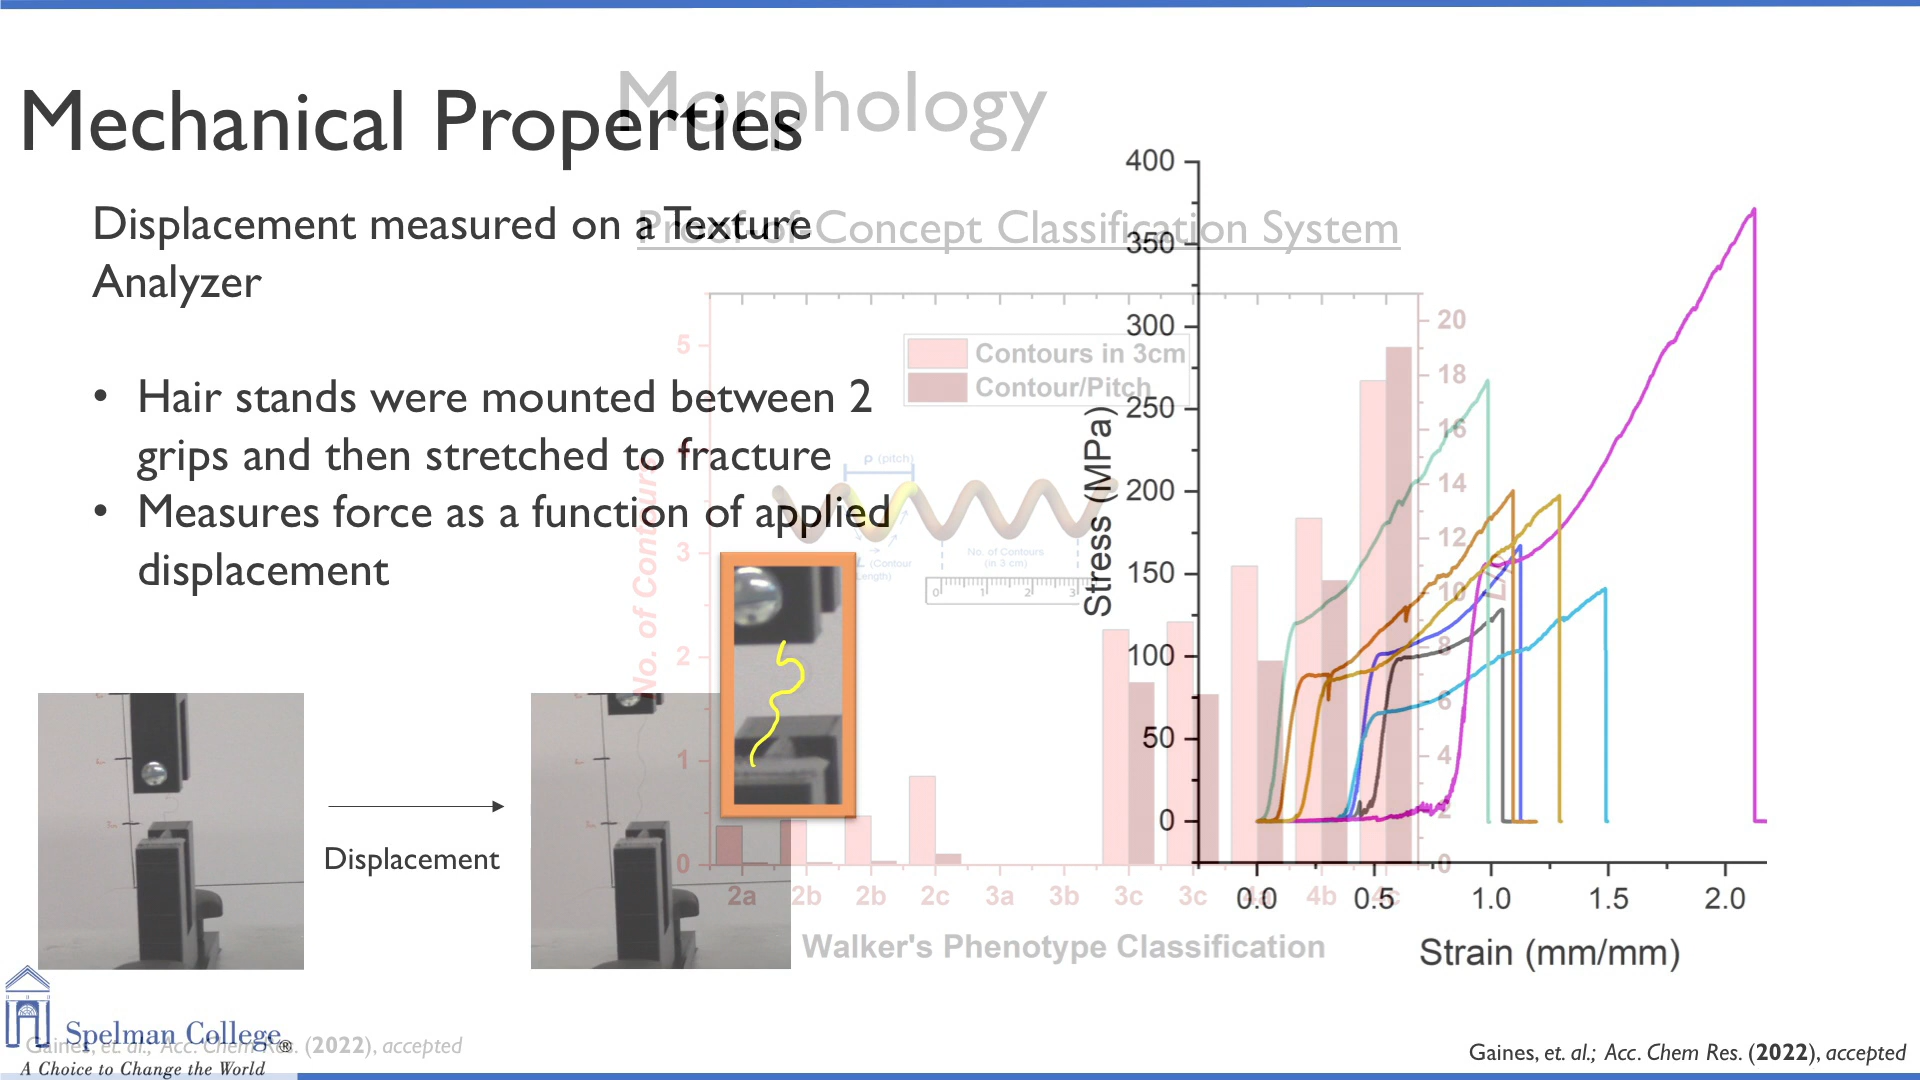 Morphology
Mechanical Properties
Proof-of-Concept Classification System
Displacement measured on a Texture
Analyzer
• Hair stands were mounted between 2
grips and then stretched to fracture
• Measures force as a function of applied
displacement
Displacement
Contours in 3cm
Contour/Pitch
p (pitch)
L (Contour
Length)
No. of Contours
(in 3 cm)
0 1 2 3
No. of Contours
5
3
2
1
0
20
18
16
14
12
10
8
6
4
2
0
2a 2b 2b 2c 3a 3b 3c 3c 4a 4b 4c
Walker's Phenotype Classification
Stress (MPa)
400
350
300
250
200
150
100
50
0
0.0 0.5 1.0 1.5 2.0
Strain (mm/mm)
Spelman College®
A Choice to Change the World
Gaines, et. al.; Acc. Chem Res. (2022), accepted
Gaines, et. al.; Acc. Chem Res. (2022), accepted